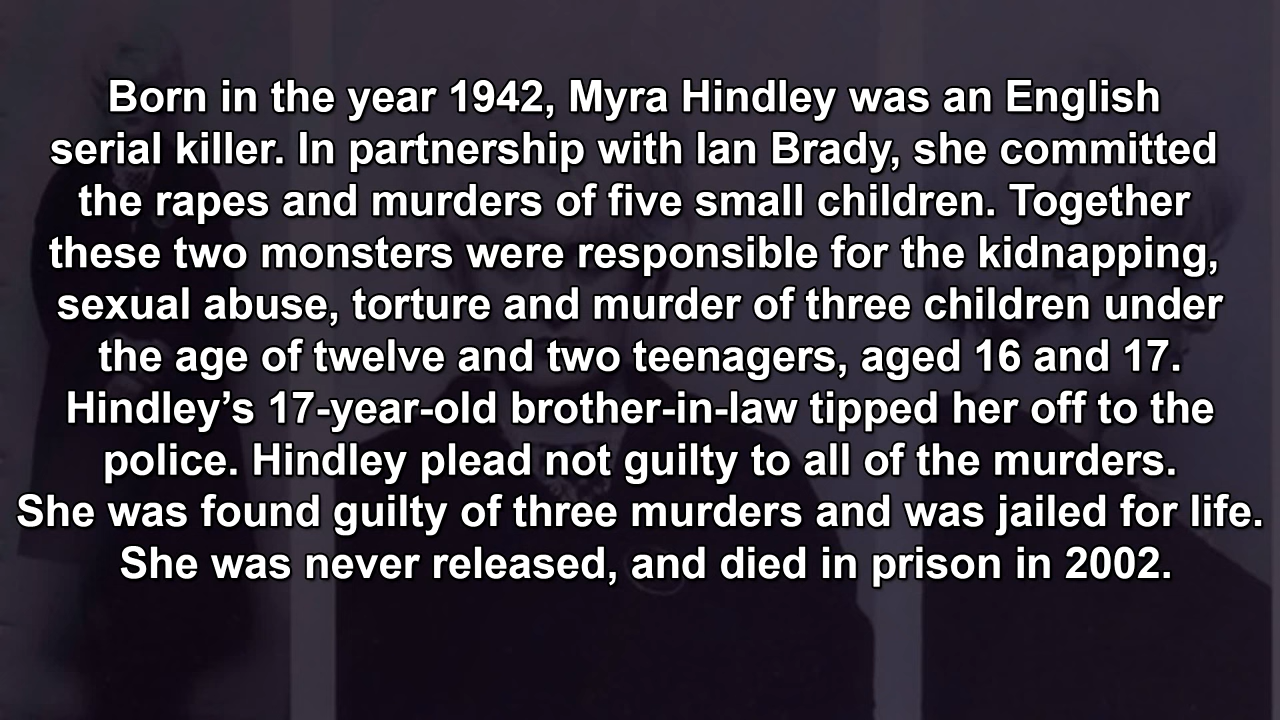 Born in the year 1942, Myra Hindley was an English
serial killer. In partnership with Ian Brady, she committed
the rapes and murders of five small children. Together
these two monsters were responsible for the kidnapping,
sexual abuse, torture and murder of three children under
the age of twelve and two teenagers, aged 16 and 17.
Hindley’s 17-year-old brother-in-law tipped her off to the
police. Hindley plead not guilty to all of the murders.
She was found guilty of three murders and was jailed for life.
She was never released, and died in prison in 2002.